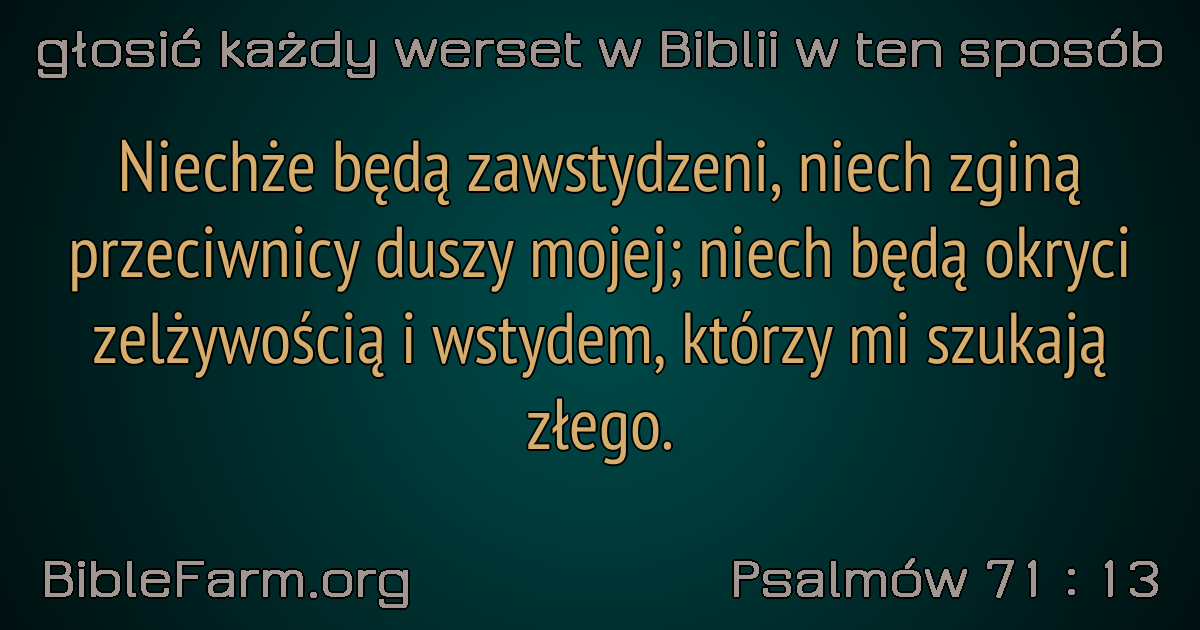 głosić każdy werset w Biblii w ten sposób
Niechże będą zawstydzeni, niech zginą
przeciwnicy duszy mojej; niech będą okryci
zelżywością i wstydem, którzy mi szukają
złego.
BibleFarm.org
Psalmów 71 : 13